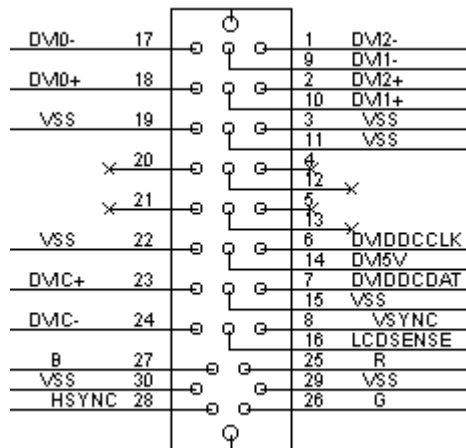 DVI0- 17 1 DVI2-
9 DVI1-
DVI0+ 18 2 DVI2+
10 DVI1+
VSS 19 3 VSS
11 VSS
20 4
12
21 5
13
VSS 22 6 DVIDDCCLK
14 DVI5V
DVIC+ 23 7 DVIDDCDAT
15 VSS
DVIC- 24 8 VSYNC
16 LCDSENSE
B 27 25 R
VSS 30 29 VSS
HSYNC 28 26 G